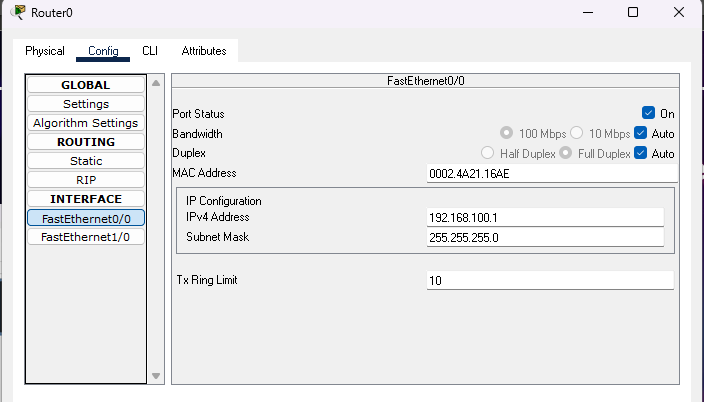 Router0
Physical Config CLI Attributes
GLOBAL
Settings
Algorithm Settings
ROUTING
Static
RIP
INTERFACE
FastEthernet0/0
FastEthernet1/0
FastEthernet0/0
Port Status On
Bandwidth 100 Mbps 10 Mbps Auto
Duplex Half Duplex Full Duplex Auto
MAC Address 0002.4A21.16AE
IP Configuration
IPv4 Address 192.168.100.1
Subnet Mask 255.255.255.0
Tx Ring Limit 10